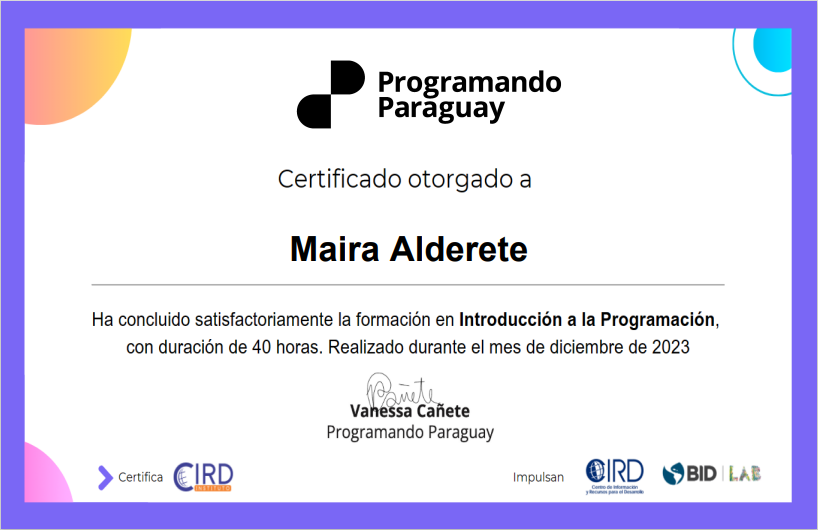 Programando
Paraguay
Certificado otorgado a
Maira Alderete
Ha concluido satisfactoriamente la formación en Introducción a la Programación,
con duración de 40 horas. Realizado durante el mes de diciembre de 2023
Cañete
Vanessa Cañete
Programando Paraguay
Certifica
CIRD
INSTITUTO
Impulsan
CIRD
Centro de Información
y Recursos para el Desarrollo
BID | LAB